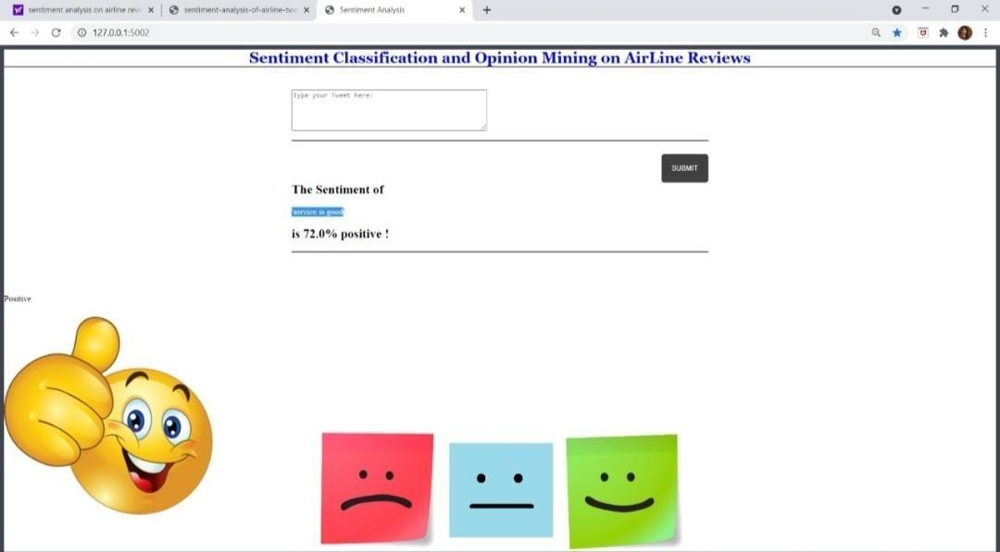 sentiment analysis on airline revi
sentiment-analysis-of-airline-twe
Sentiment Analysis
127.0.0.1:5002
Sentiment Classification and Opinion Mining on AirLine Reviews
Type your Tweet here:
SUBMIT
The Sentiment of
'service is good'
is 72.0% positive !
Positive